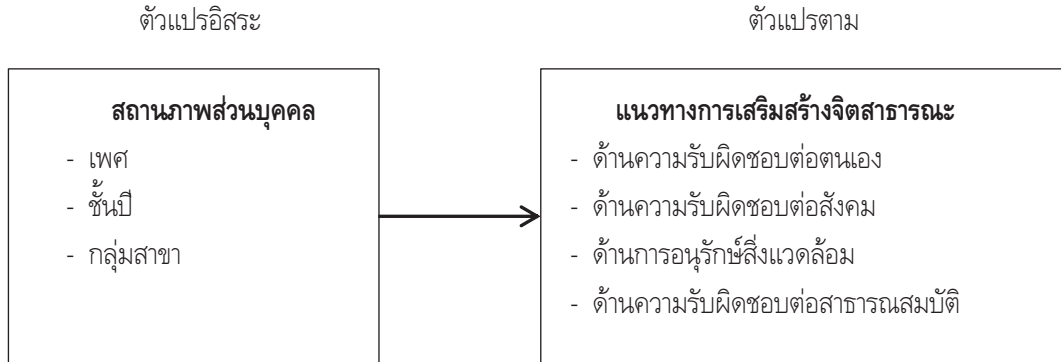 ตัวแปรอิสระ
สถานภาพส่วนบุคคล
- เพศ
- ชั้นปี
- กลุ่มสาขา
ตัวแปรตาม
แนวทางการเสริมสร้างจิตสาธารณะ
- ด้านความรับผิดชอบต่อตนเอง
- ด้านความรับผิดชอบต่อสังคม
- ด้านการอนุรักษ์สิ่งแวดล้อม
- ด้านความรับผิดชอบต่อสาธารณสมบัติ